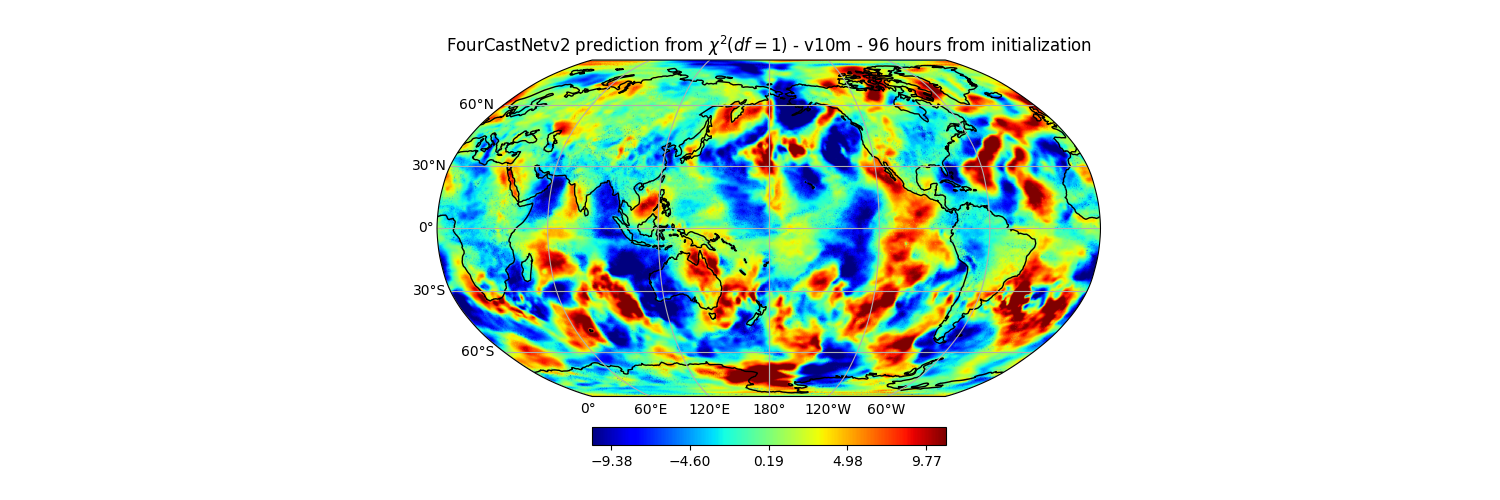 FourCastNetv2 prediction from χ²(df = 1) - v10m - 96 hours from initialization
60°N
30°N
0°
30°S
60°S
0° 60°E 120°E 180° 120°W 60°W
−9.38 −4.60 0.19 4.98 9.77